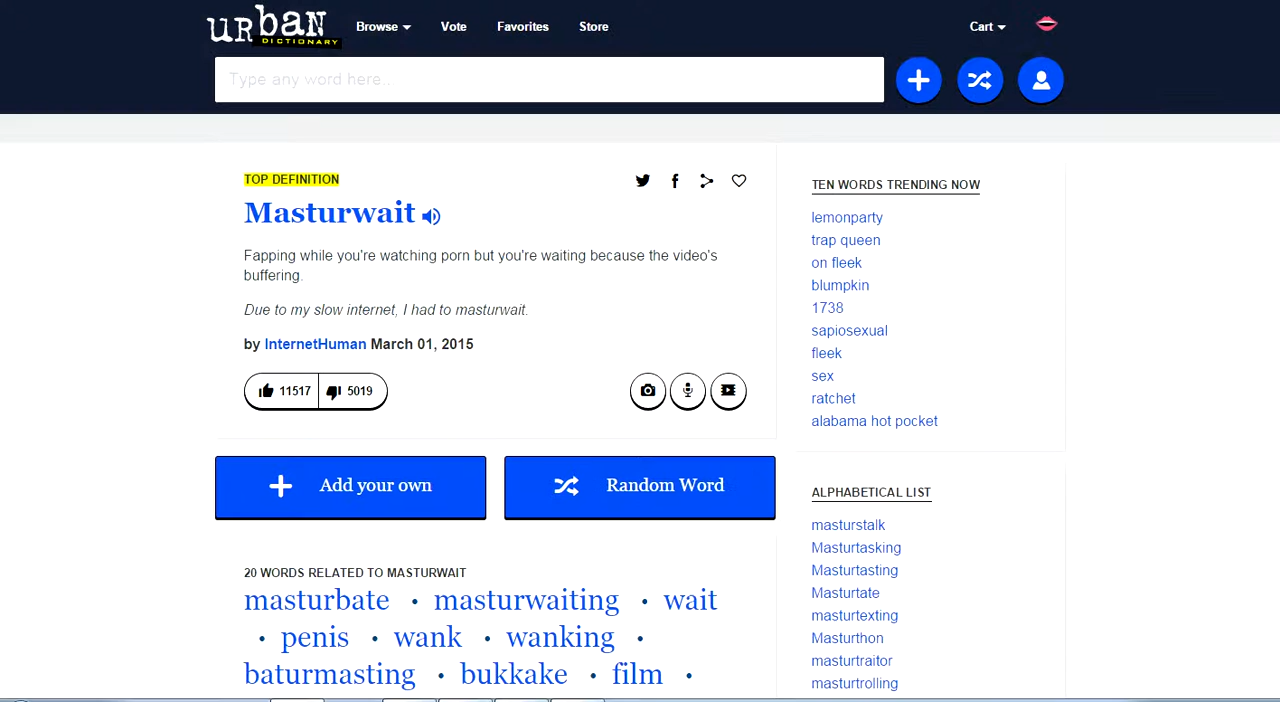 urban
DICTIONARY
Browse
Vote
Favorites
Store
Cart
Type any word here..
TOP DEFINITION
Masturwait
Fapping while you're watching porn but you're waiting because the video's
buffering.
Due to my slow internet, I had to masturwait.
by InternetHuman March 01, 2015
11517
5019
Add your own
Random Word
20 WORDS RELATED TO MASTURWAIT
masturbate • masturwaiting • wait
• penis • wank • wanking •
baturmasting • bukkake • film •
TEN WORDS TRENDING NOW
lemonparty
trap queen
on fleek
blumpkin
1738
sapiosexual
fleek
sex
ratchet
alabama hot pocket
ALPHABETICAL LIST
masturstalk
Masturtasking
Masturtasting
Masturtate
masturtexting
Masturthon
masturtraitor
masturtrolling